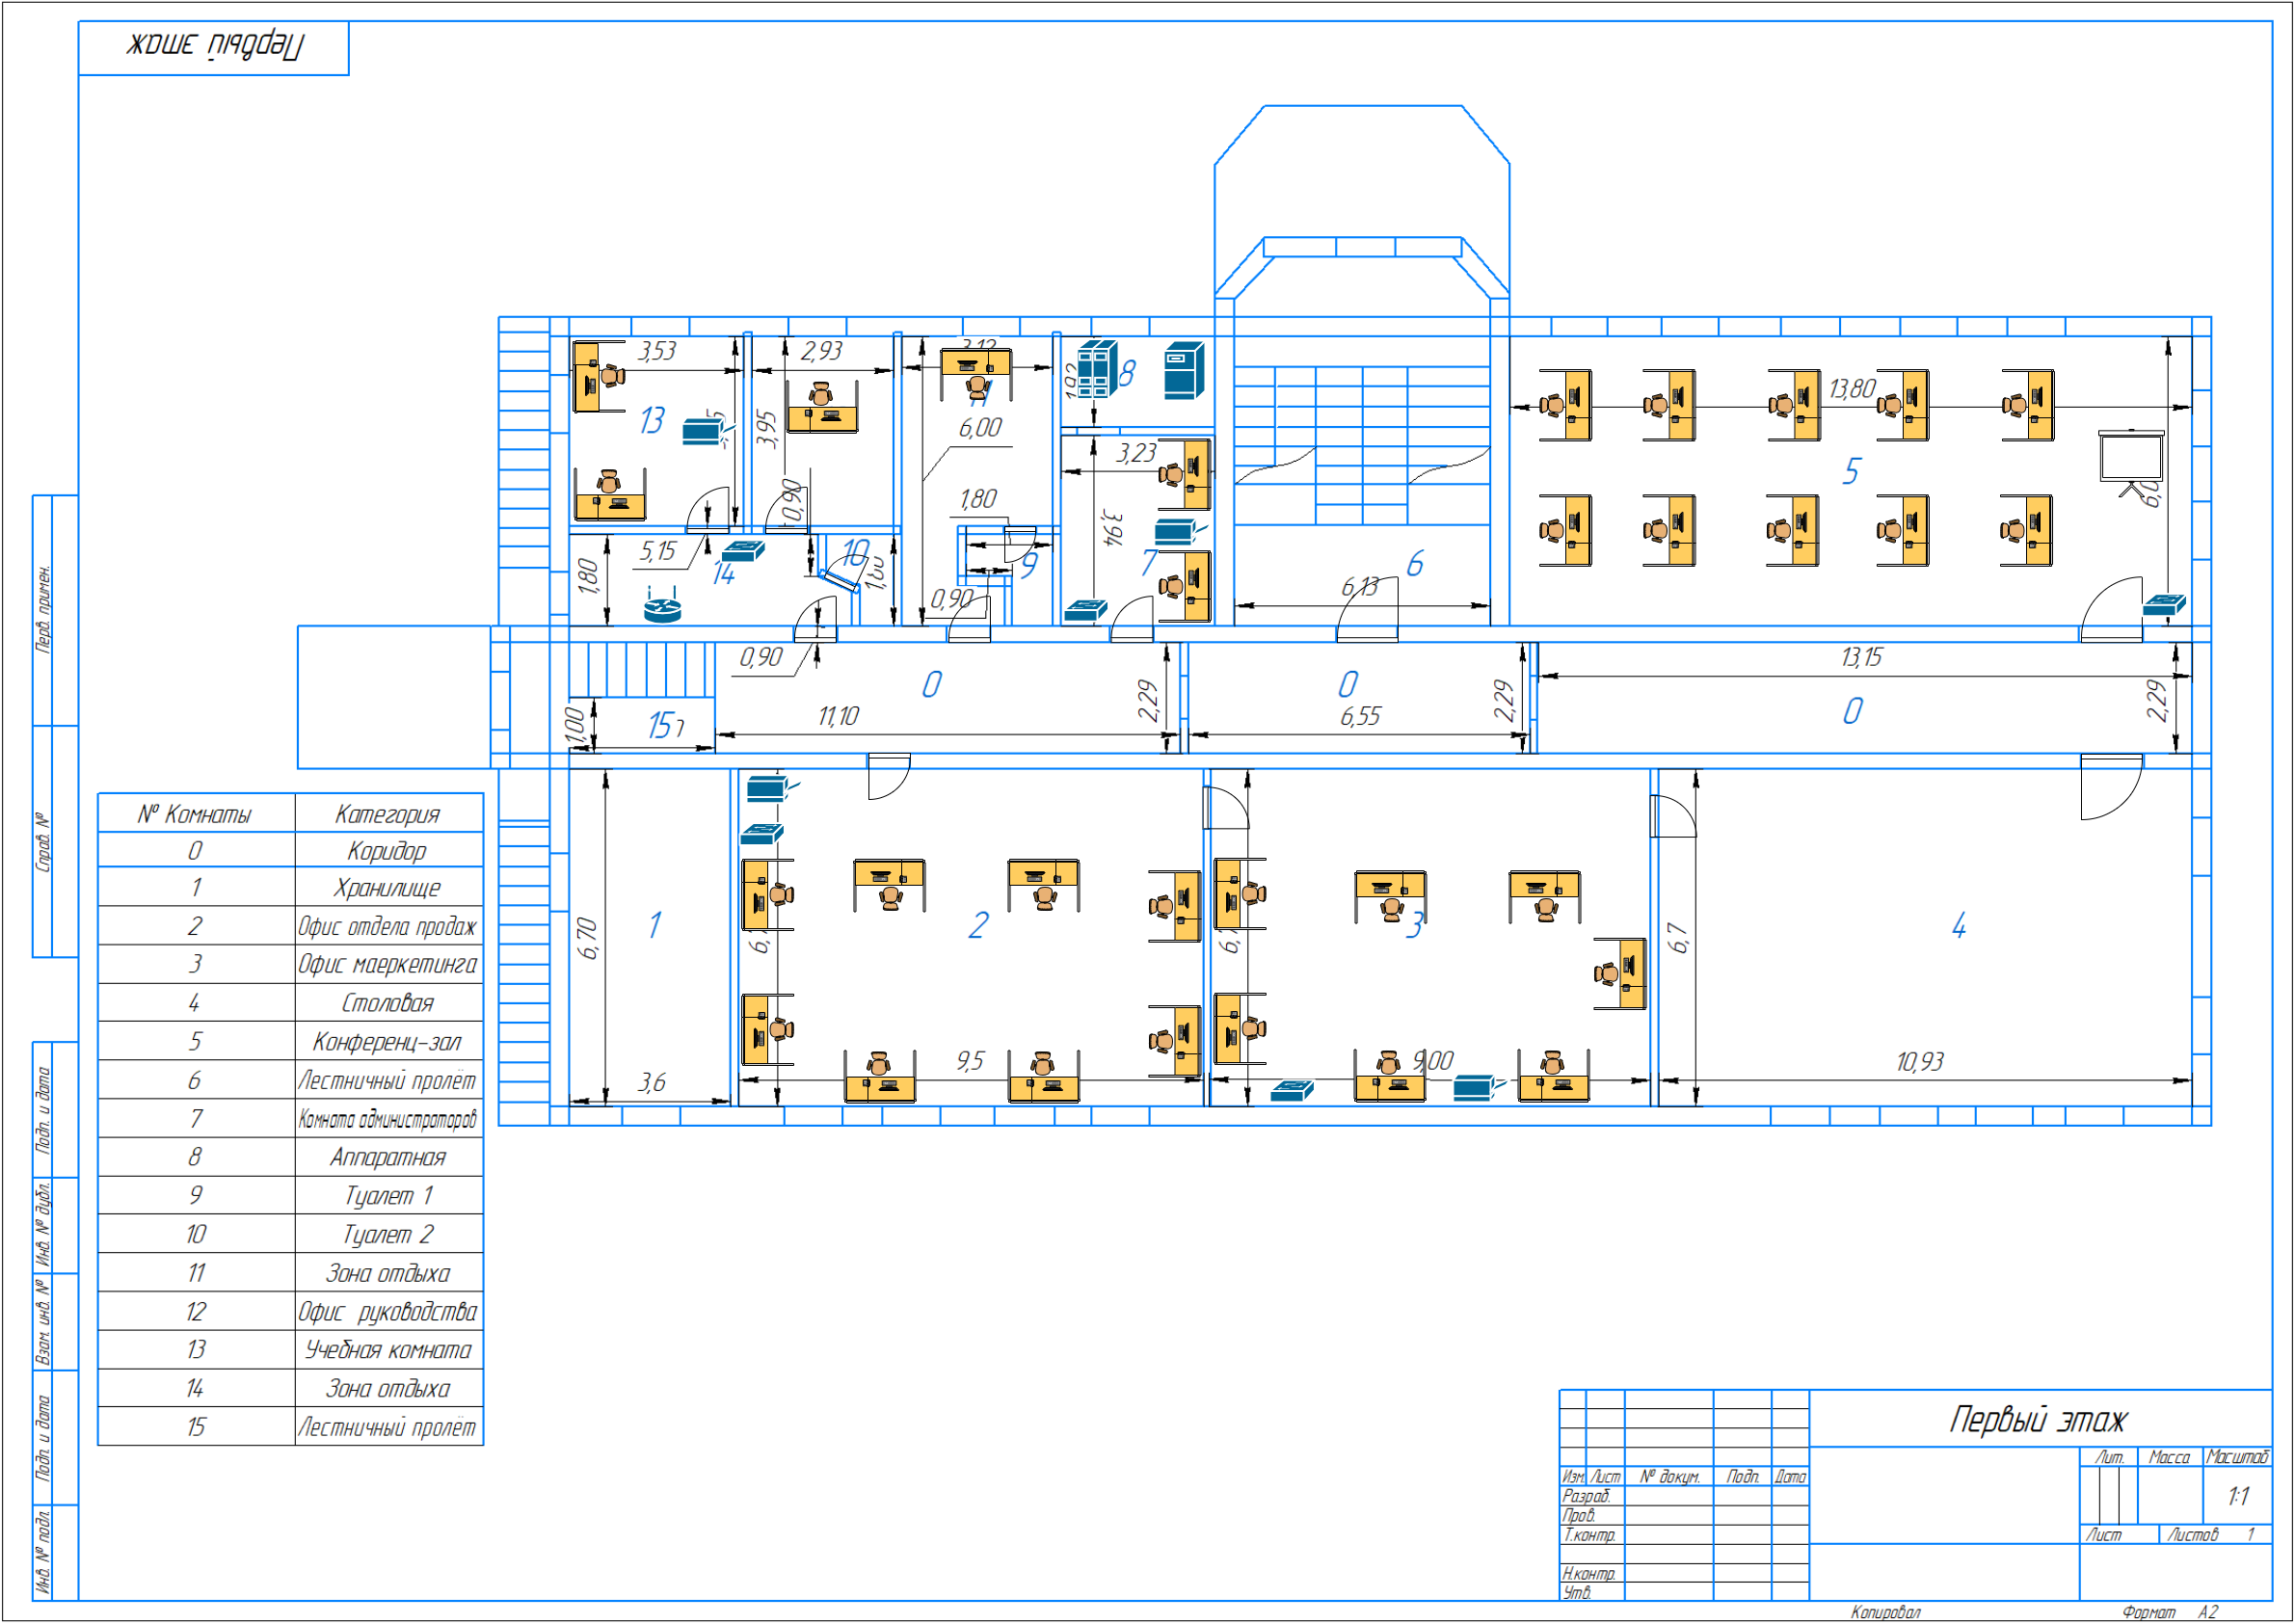 Первый этаж
3,53
2,93
3,12
1,92
8
13,80
13
3,95
6,00
3,23
5
1,80
0,90
3,94
5,15
14
10
9
7
6
1,80
1,80
0,90
6,13
0,90
0
0
13,15
2,29
2,29
2,29
0
1,00
15
11,10
6,55
1
2
3
4
6,70
6,7
3,6
9,5
9,00
10,93
№ Комнаты Категория
0 Коридор
1 Хранилище
2 Офис отдела продаж
3 Офис маеркетинга
4 Столовая
5 Конференц-зал
6 Лестничный пролёт
7 Комната администраторов
8 Аппаратная
9 Туалет 1
10 Туалет 2
11 Зона отдыха
12 Офис руководства
13 Учебная комната
14 Зона отдыха
15 Лестничный пролёт
Перв. примен.
Справ. №
Подп. и дата
Инв. № дубл.
Взам. инв. №
Подп. и дата
Инв. № подл.
Первый этаж
Лит. Масса Масштаб
Изм. Лист № докум. Подп. Дата
1:1
Разраб.
Пров.
Т.контр.
Лист Листов 1
Н.контр.
Утв.
Копировал Формат А2